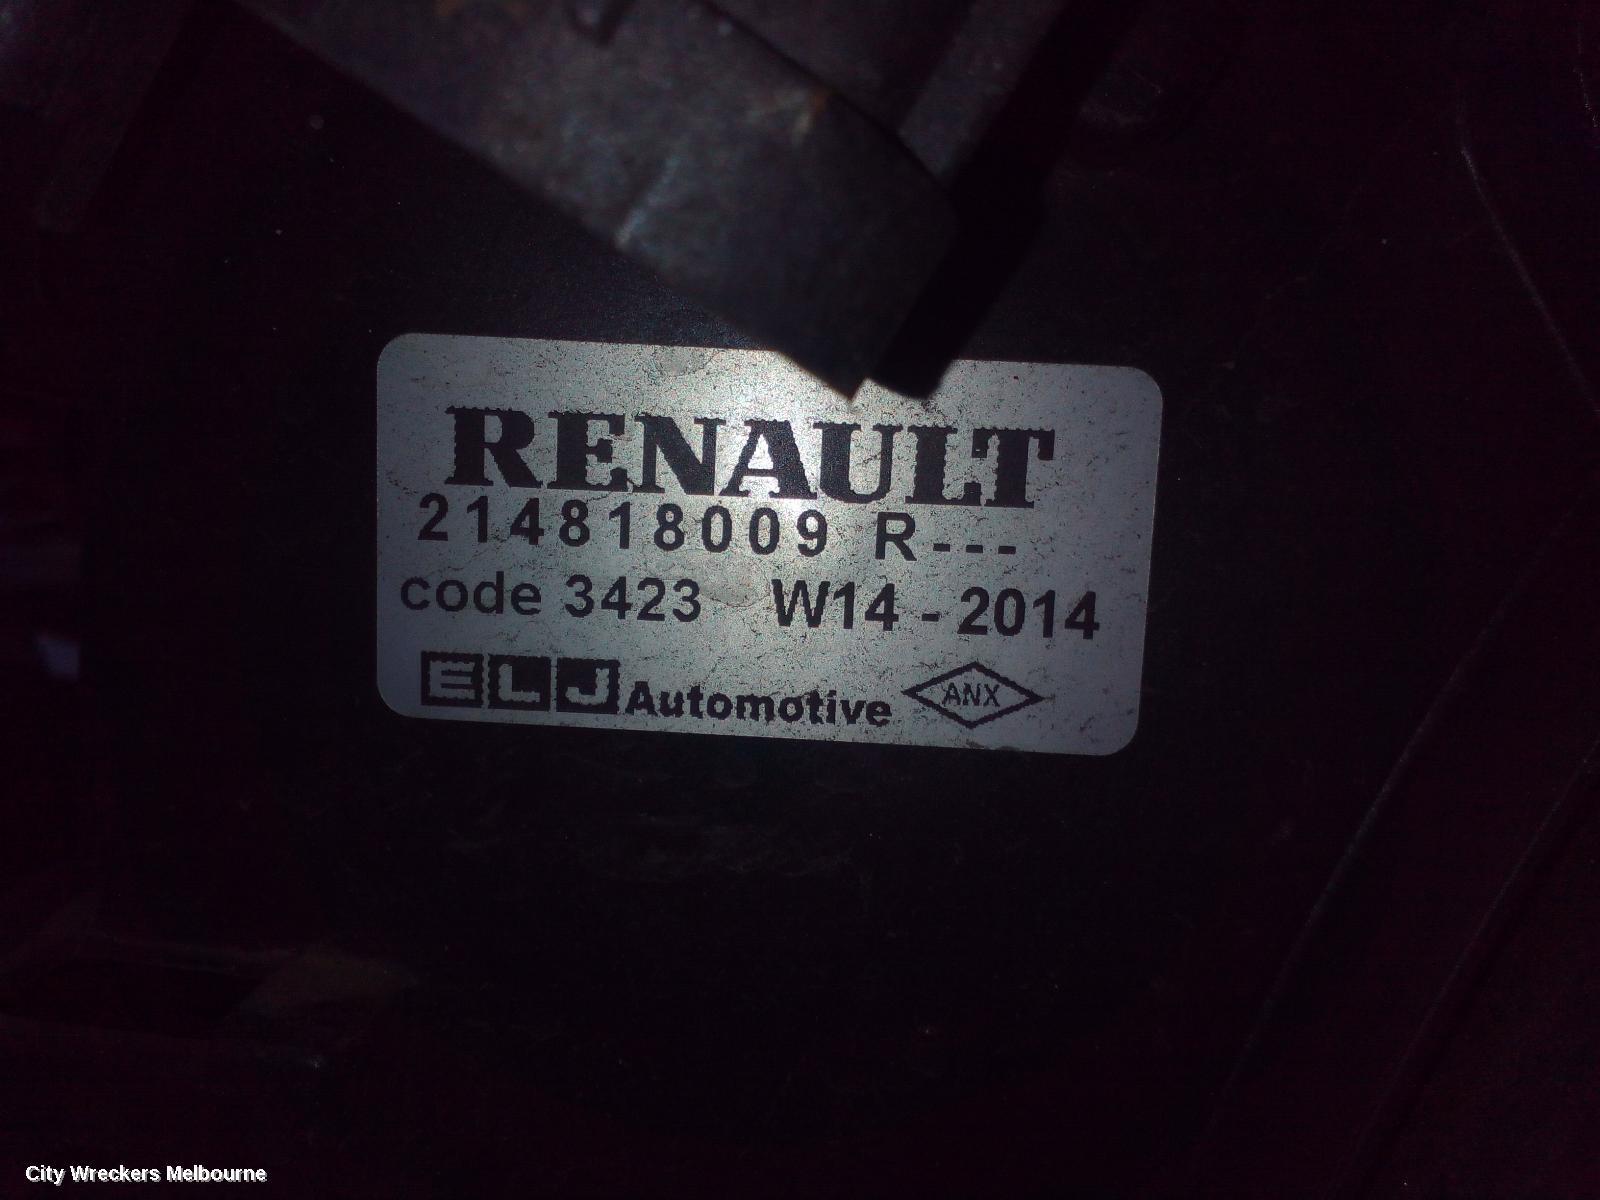 RENAULT
214818009 R---
code 3423 W14 - 2014
ELJ Automotive ANX
City Wreckers Melbourne